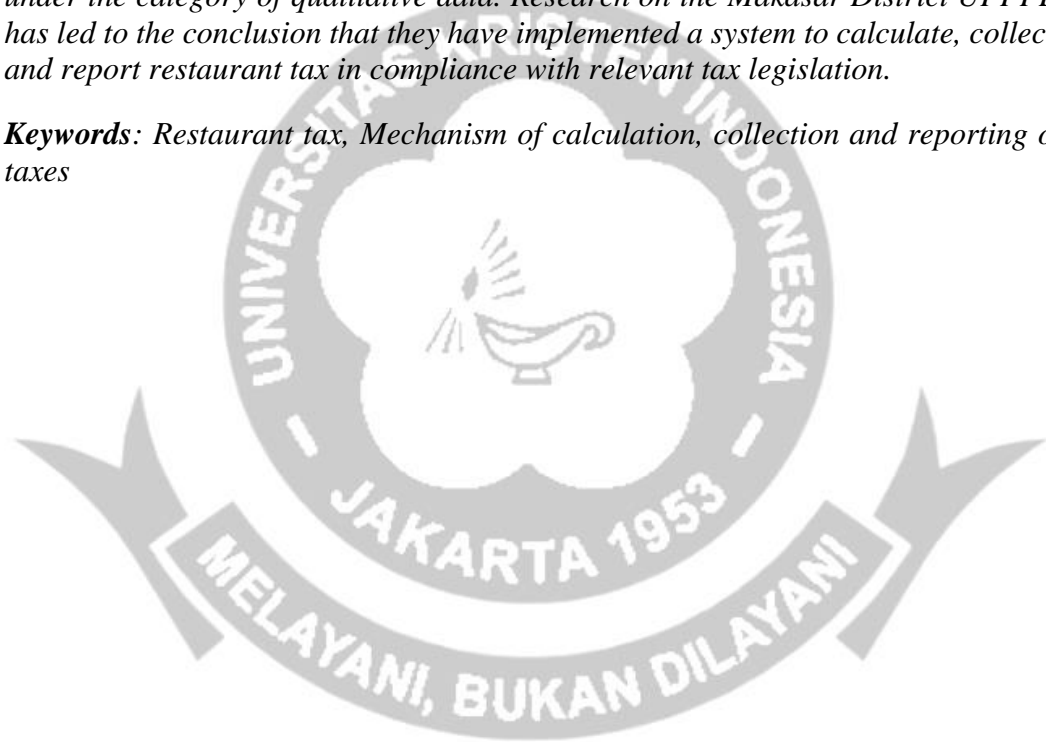 under the category of qualitative data. Research on the Makasar District
has led to the conclusion that they have implemented a system to calculate,
and report restaurant tax in compliance with relevant tax legislation.
Keywords: Restaurant tax, Mechanism of calculation, collection and reporting
taxes
UNIVERSITAS KRISTEN INDONESIA
JAKARTA 1953
MELAYANI, BUKAN DILAYANI